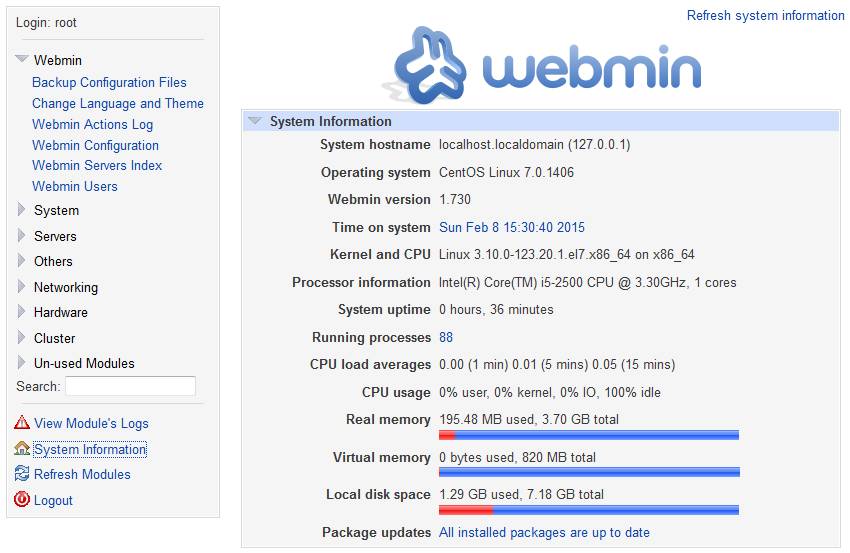 Login: root
Webmin
Backup Configuration Files
Change Language and Theme
Webmin Actions Log
Webmin Configuration
Webmin Servers Index
Webmin Users
System
Servers
Others
Networking
Hardware
Cluster
Un-used Modules
Search:
View Module's Logs
System Information
Refresh Modules
Logout
Refresh system information
webmin
System Information
System hostname localhost.localdomain (127.0.0.1)
Operating system CentOS Linux 7.0.1406
Webmin version 1.730
Time on system Sun Feb 8 15:30:40 2015
Kernel and CPU Linux 3.10.0-123.20.1.el7.x86_64 on x86_64
Processor information Intel(R) Core(TM) i5-2500 CPU @ 3.30GHz, 1 cores
System uptime 0 hours, 36 minutes
Running processes 88
CPU load averages 0.00 (1 min) 0.01 (5 mins) 0.05 (15 mins)
CPU usage 0% user, 0% kernel, 0% IO, 100% idle
Real memory 195.48 MB used, 3.70 GB total
Virtual memory 0 bytes used, 820 MB total
Local disk space 1.29 GB used, 7.18 GB total
Package updates All installed packages are up to date